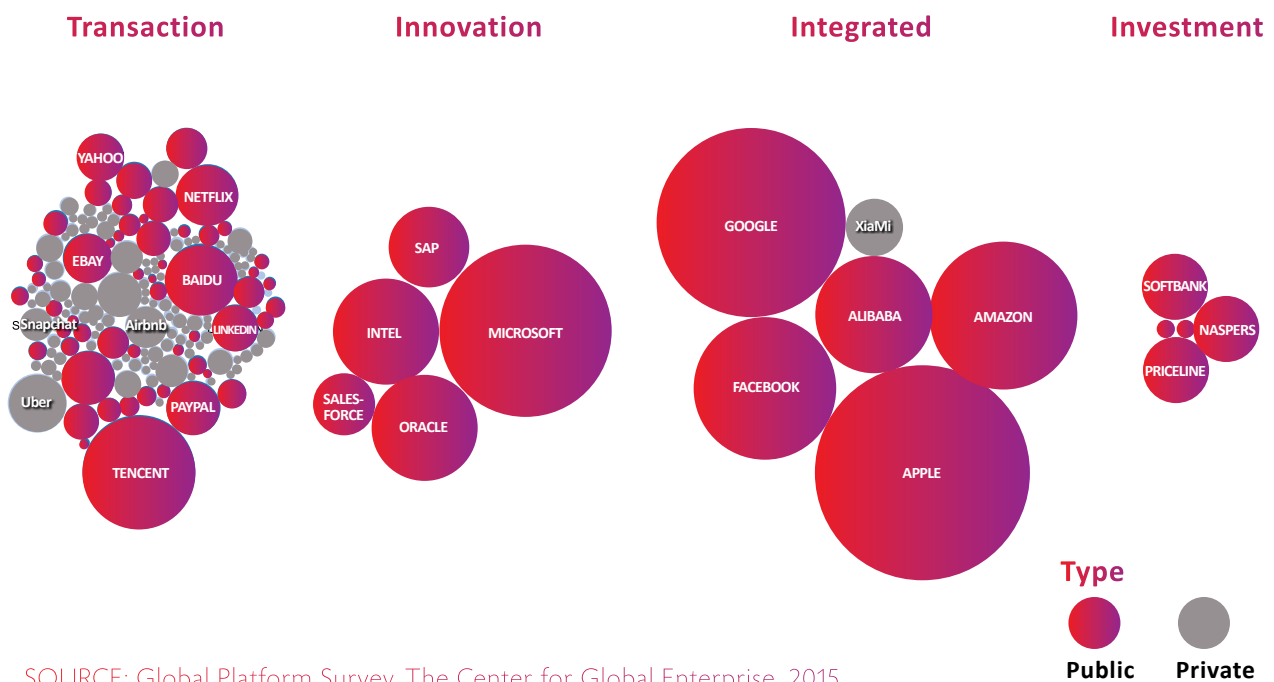 Transaction
Innovation
Integrated
Investment
YAHOO
NETFLIX
EBAY
BAIDU
sSnapchat
Airbnb
LINKEDIN
Uber
PAYPAL
TENCENT
SAP
INTEL
MICROSOFT
SALES-
FORCE
ORACLE
GOOGLE
XiaMi
ALIBABA
AMAZON
FACEBOOK
APPLE
SOFTBANK
NASPERS
PRICELINE
Type
Public
Private
SOURCE: Global Platform Survey, The Center for Global Enterprise, 2015